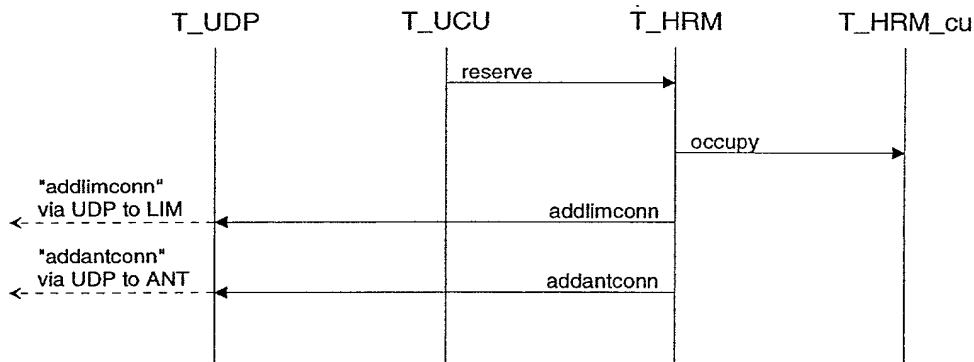 T_UDP T_UCU T_HRM T_HRM_cu
reserve
occupy
"addlimconn"
via UDP to LIM
addlimconn
"addantconn"
via UDP to ANT
addantconn